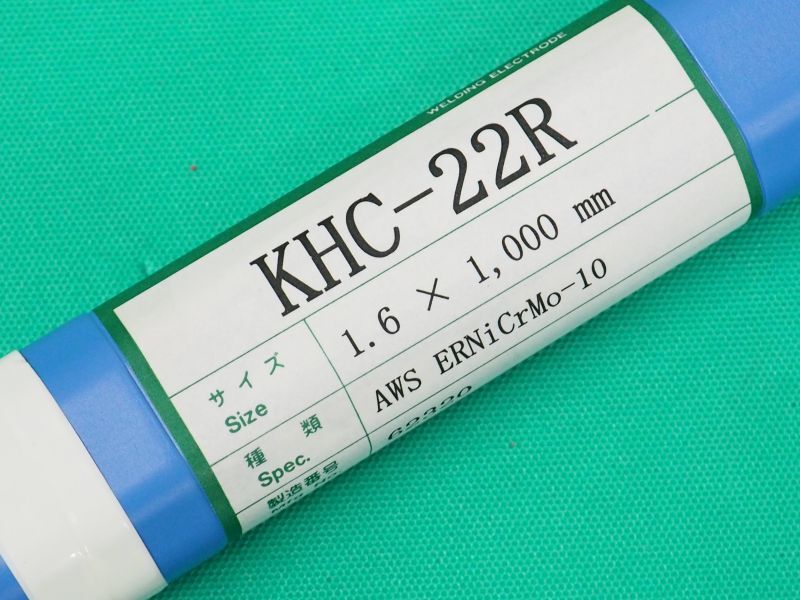 WELDING ELECTRODE
KHC-22R
サイズ 1.6 × 1,000 mm
Size
種類 AWS ERNiCrMo-10
Spec.
製造番号